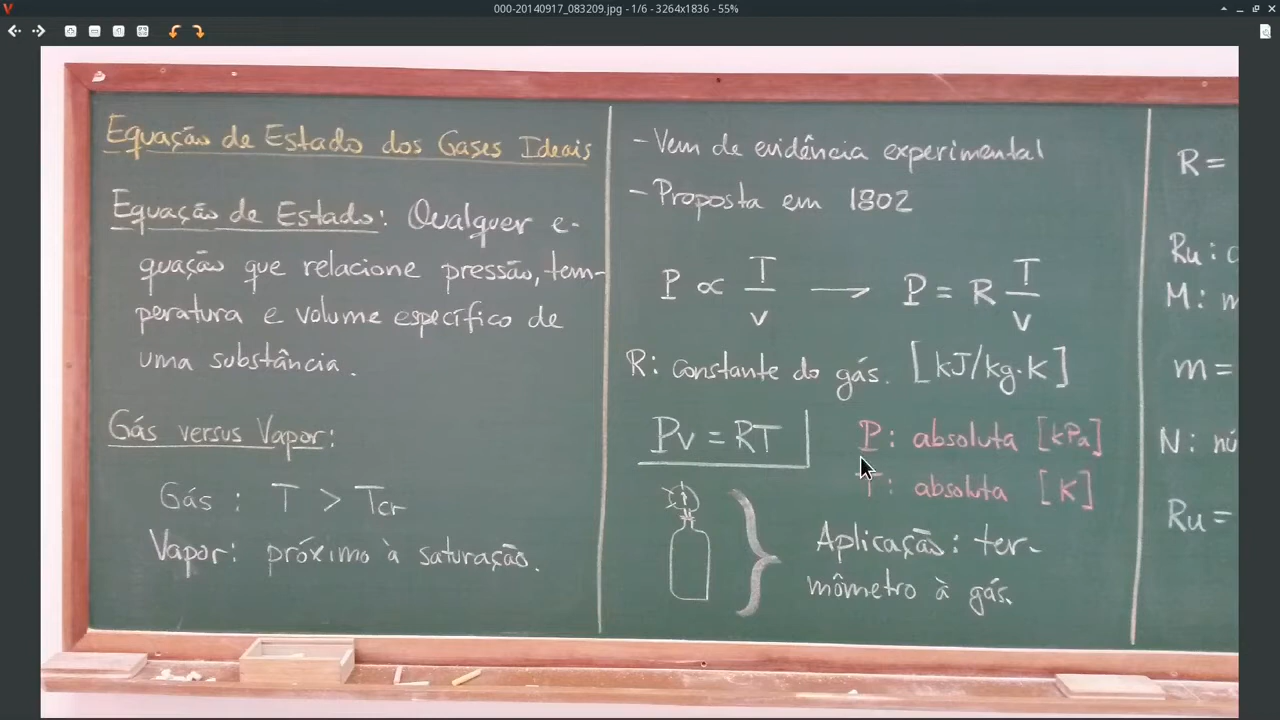 000-20140917_083209.jpg - 1/6 - 3264x1836 - 55%
Equação de Estado dos Gases Ideais
Equação de Estado: Qualquer e-
quação que relacione pressão, tem-
peratura e volume específico de
uma substância.
Gás versus Vapor:
Gás : T > Tcr
Vapor: próximo à saturação.
- Vem de evidência experimental
- Proposta em 1802
P ∝ T/v → P = R T/v
R: constante do gás. [kJ/kg·K]
Pv = RT
P: absoluta [kPa]
T: absoluta [K]
Aplicação: ter-
mômetro à gás.
R =
Ru:
M:
m =
N:
Ru =